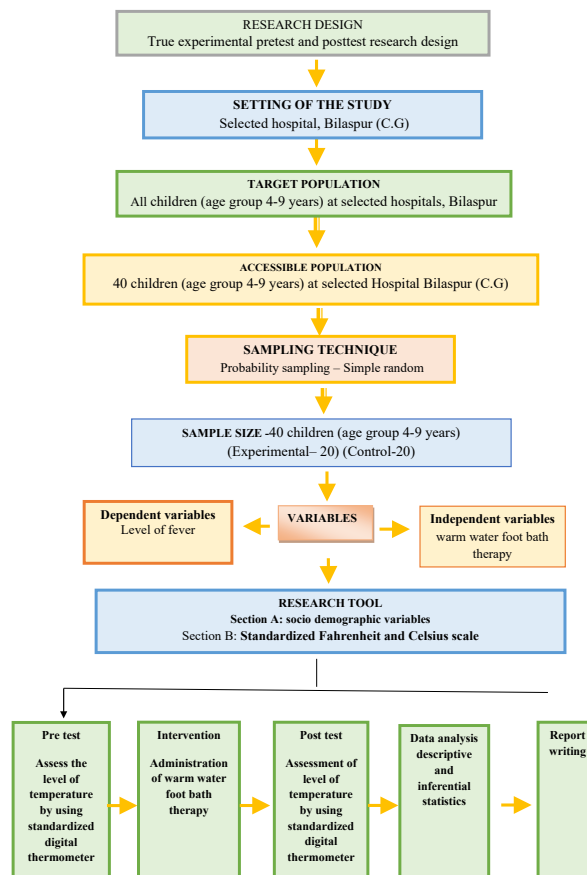 RESEARCH DESIGN
True experimental pretest and posttest research design
SETTING OF THE STUDY
Selected hospital, Bilaspur (C.G)
TARGET POPULATION
All children (age group 4-9 years) at selected hospitals, Bilaspur
ACCESSIBLE POPULATION
40 children (age group 4-9 years) at selected Hospital Bilaspur (C.G)
SAMPLING TECHNIQUE
Probability sampling – Simple random
SAMPLE SIZE -40 children (age group 4-9 years)
(Experimental– 20) (Control-20)
Dependent variables
Level of fever
VARIABLES
Independent variables
warm water foot bath
therapy
RESEARCH TOOL
Section A: socio demographic variables
Section B: Standardized Fahrenheit and Celsius scale
Pre test
Assess the
level of
temperature
by using
standardized
digital
thermometer
Intervention
Administration
of warm water
foot bath
therapy
Post test
Assessment of
level of
temperature
by using
standardized
digital
thermometer
Data analysis
descriptive
and
inferential
statistics
Report
writing